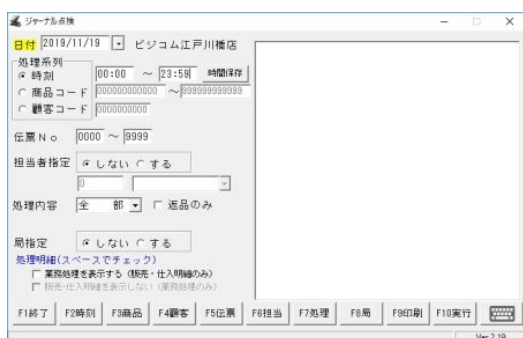 ジャーナル点検
日付 2019/11/19 ビジコム江戸川橋店
処理系列
時刻 00:00 ～ 23:59 時間保存
商品コード 000000000000 ～ 999999999999
顧客コード 0000000000
伝票No 0000 ～ 9999
担当者指定 しない する
0
処理内容 全 部 返品のみ
局指定 しない する
処理明細(スペースでチェック)
業務処理を表示する (販売・仕入明細のみ)
販売・仕入明細を表示しない (業務処理のみ)
F1終了 F2時刻 F3商品 F4顧客 F5伝票 F6担当 F7処理 F8局 F9印刷 F10実行
Ver 2.19